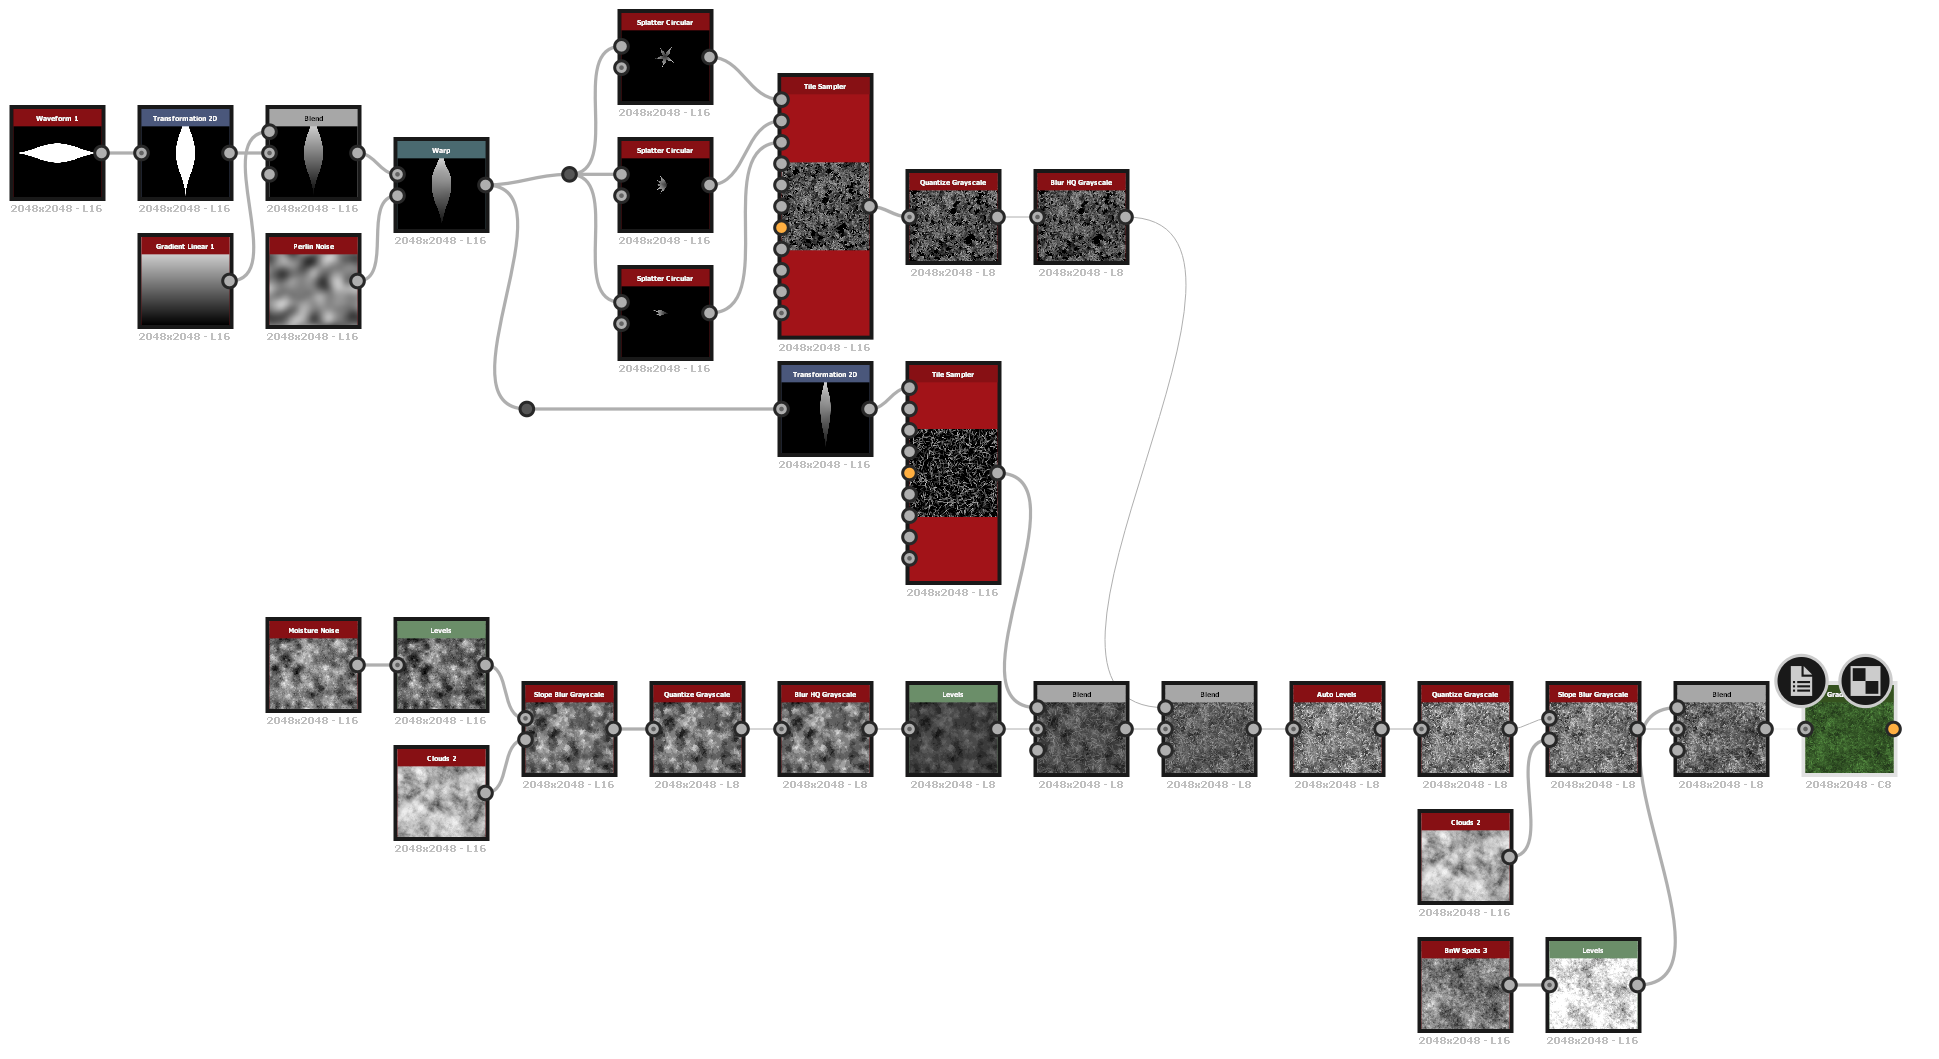 Splatter Circular
2048x2048 - L16
Tile Sampler
Waveform 1
Transformation 2D
Blend
2048x2048 - L16
2048x2048 - L16
2048x2048 - L16
Splatter Circular
2048x2048 - L16
Warp
2048x2048 - L16
Quantize Grayscale
2048x2048 - L8
Blur HQ Grayscale
2048x2048 - L8
Gradient Linear 1
2048x2048 - L16
Perlin Noise
2048x2048 - L16
Splatter Circular
2048x2048 - L16
2048x2048 - L16
Transformation 2D
2048x2048 - L16
Tile Sampler
2048x2048 - L16
Moisture Noise
2048x2048 - L16
Levels
2048x2048 - L16
Slope Blur Grayscale
2048x2048 - L16
Quantize Grayscale
2048x2048 - L8
Blur HQ Grayscale
2048x2048 - L8
Levels
2048x2048 - L8
Blend
2048x2048 - L8
Blend
2048x2048 - L8
Auto Levels
2048x2048 - L8
Quantize Grayscale
2048x2048 - L8
Slope Blur Grayscale
2048x2048 - L8
Blend
2048x2048 - L8
2048x2048 - C8
Clouds 2
2048x2048 - L16
Clouds 2
2048x2048 - L16
BnW Spots 3
2048x2048 - L16
Levels
2048x2048 - L16